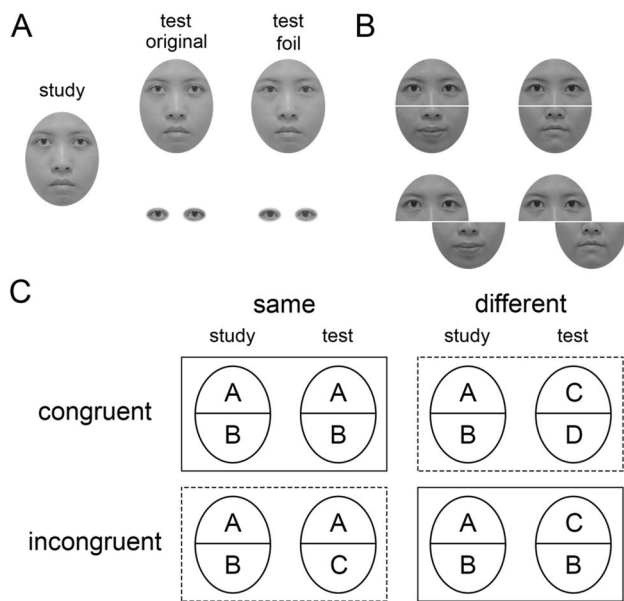 A
test
original
test
foil
study
B
C
same
different
study
test
study
test
congruent
A
A
A
C
B
B
B
D
incongruent
A
A
A
C
B
C
B
B